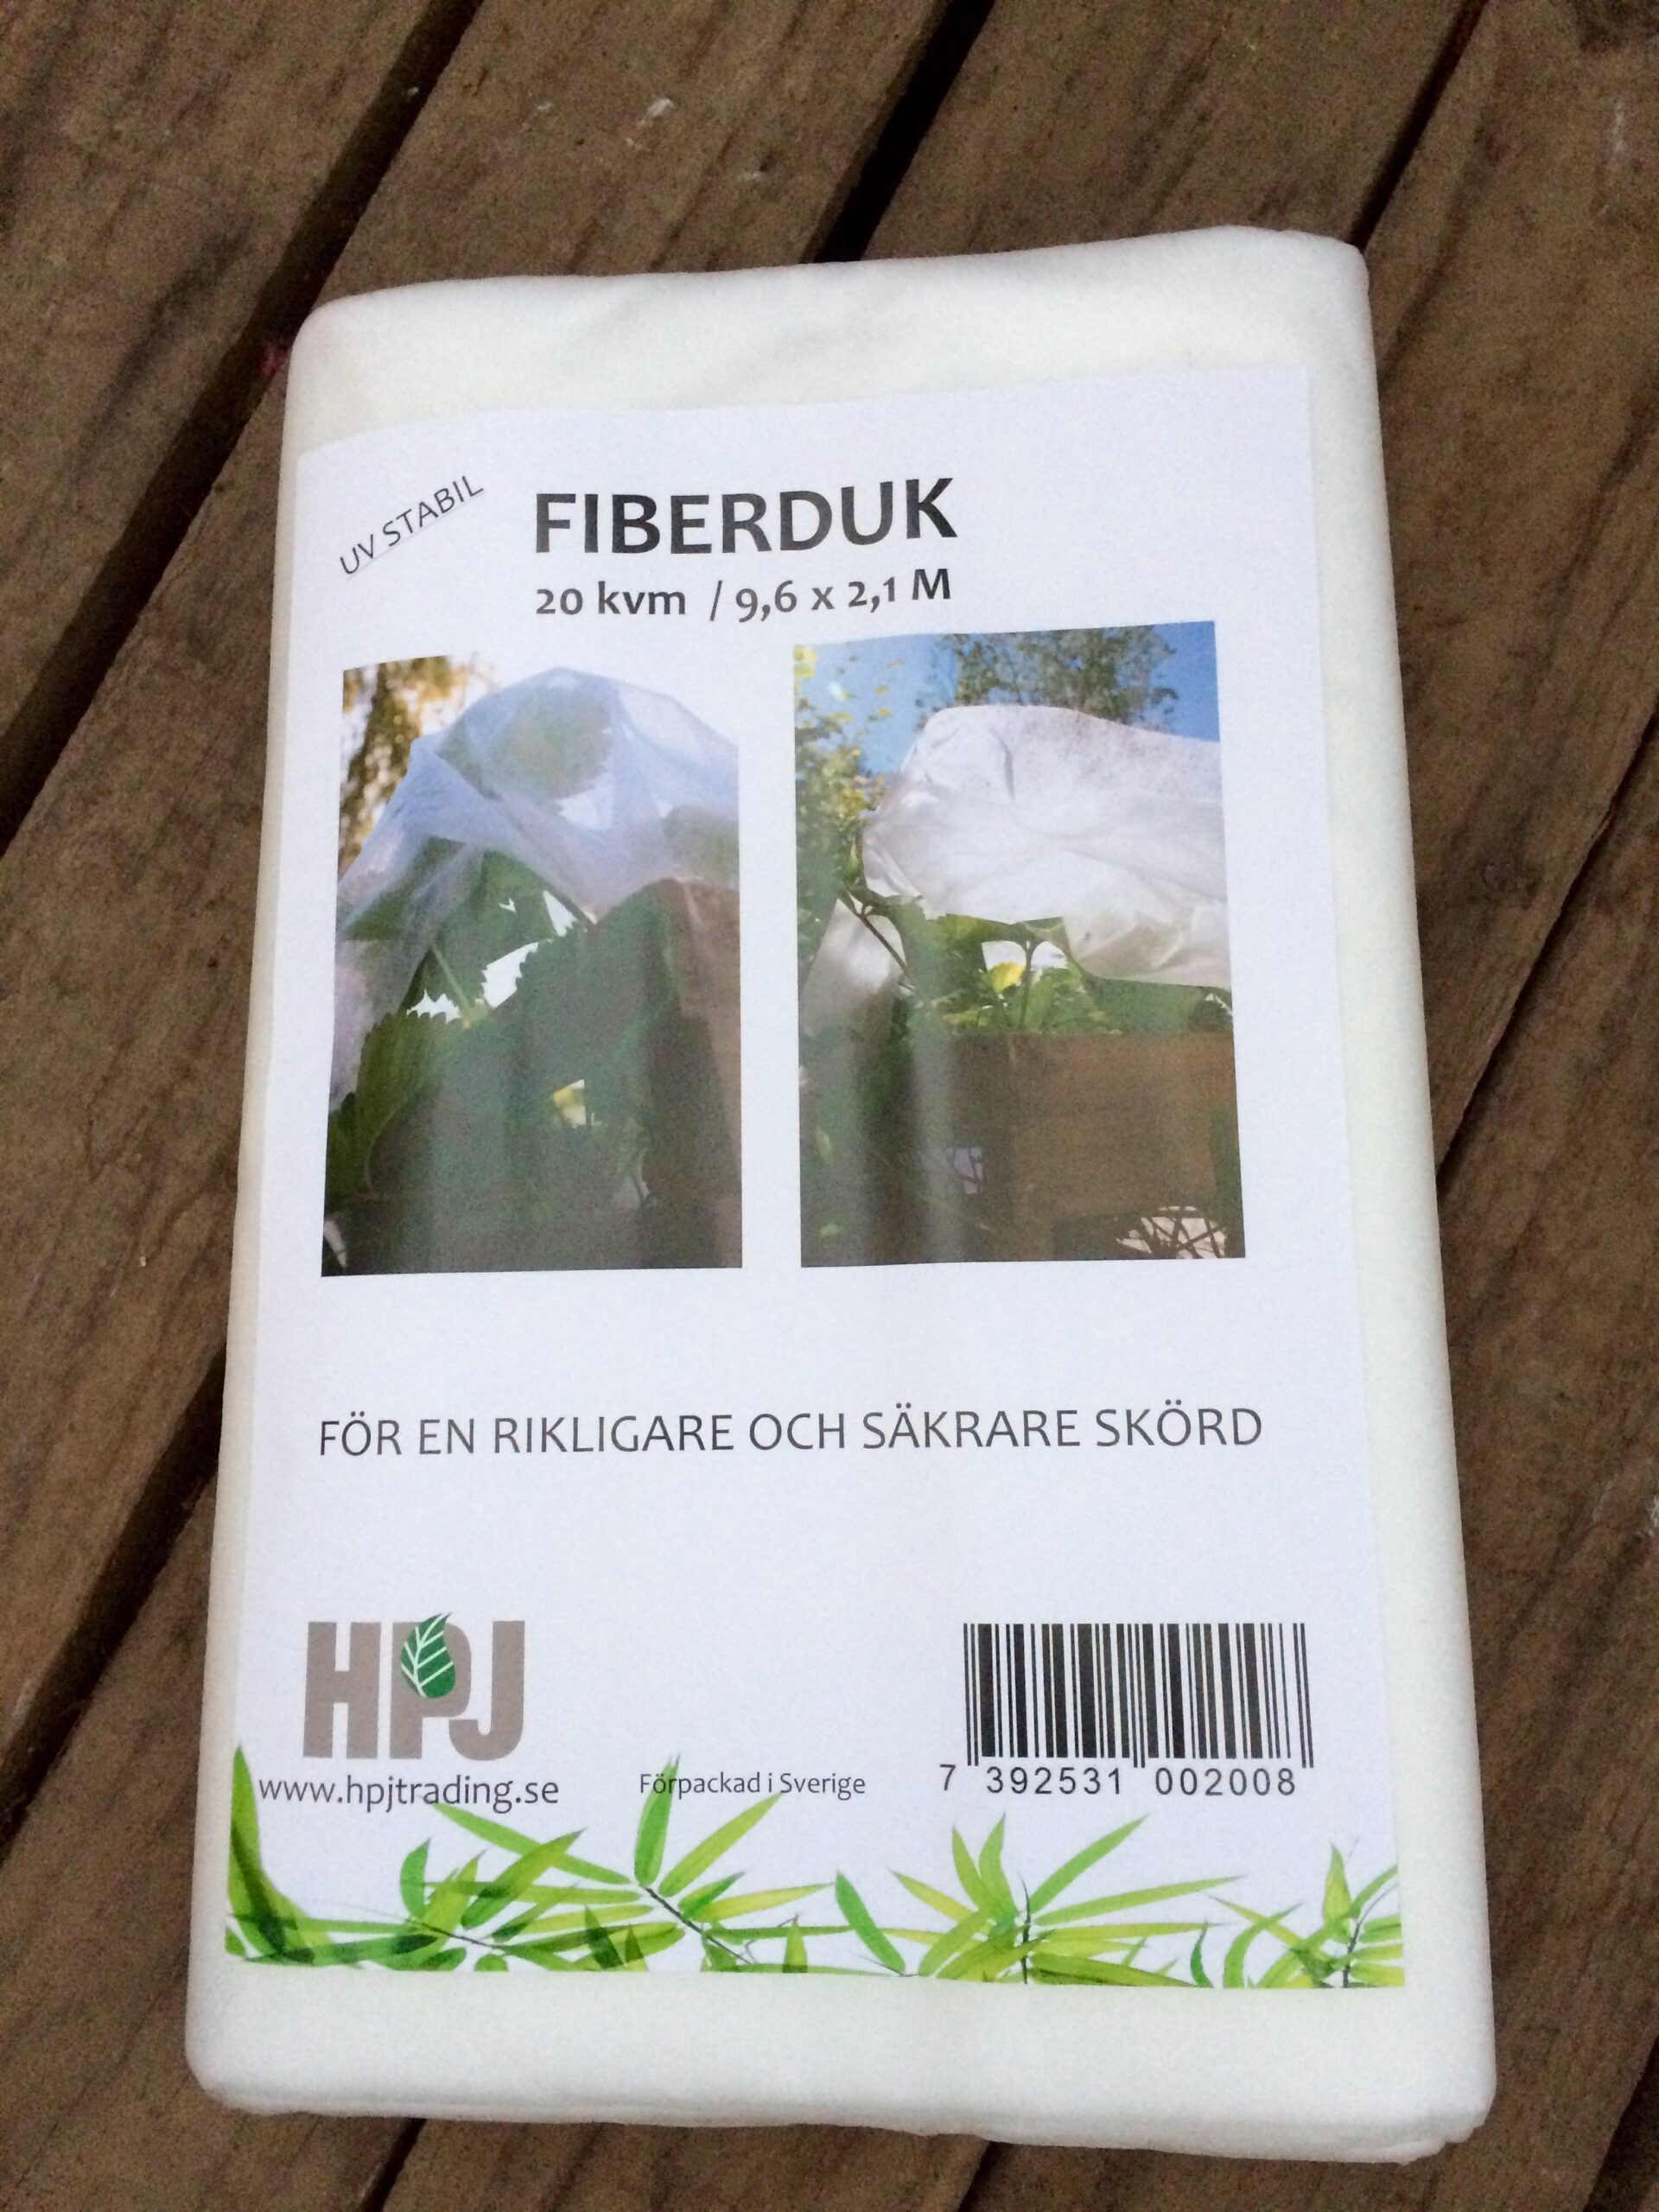 UV STABIL
FIBERDUK
20 kvm / 9,6 x 2,1 M
FÖR EN RIKLIGARE OCH SÄKRARE SKÖRD
HPJ
www.hpjtrading.se
Förpackad i Sverige
7 392531 002008